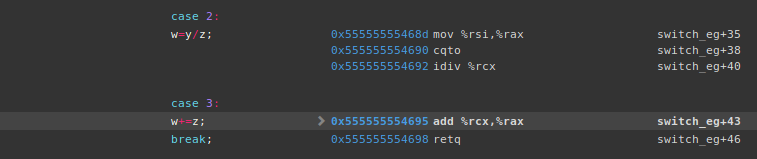 case 2:
w=y/z; 0x55555555468d mov %rsi,%rax switch_eg+35
0x555555554690 cqto switch_eg+38
0x555555554692 idiv %rcx switch_eg+40
case 3:
w+=z; > 0x555555554695 add %rcx,%rax switch_eg+43
break; 0x555555554698 retq switch_eg+46